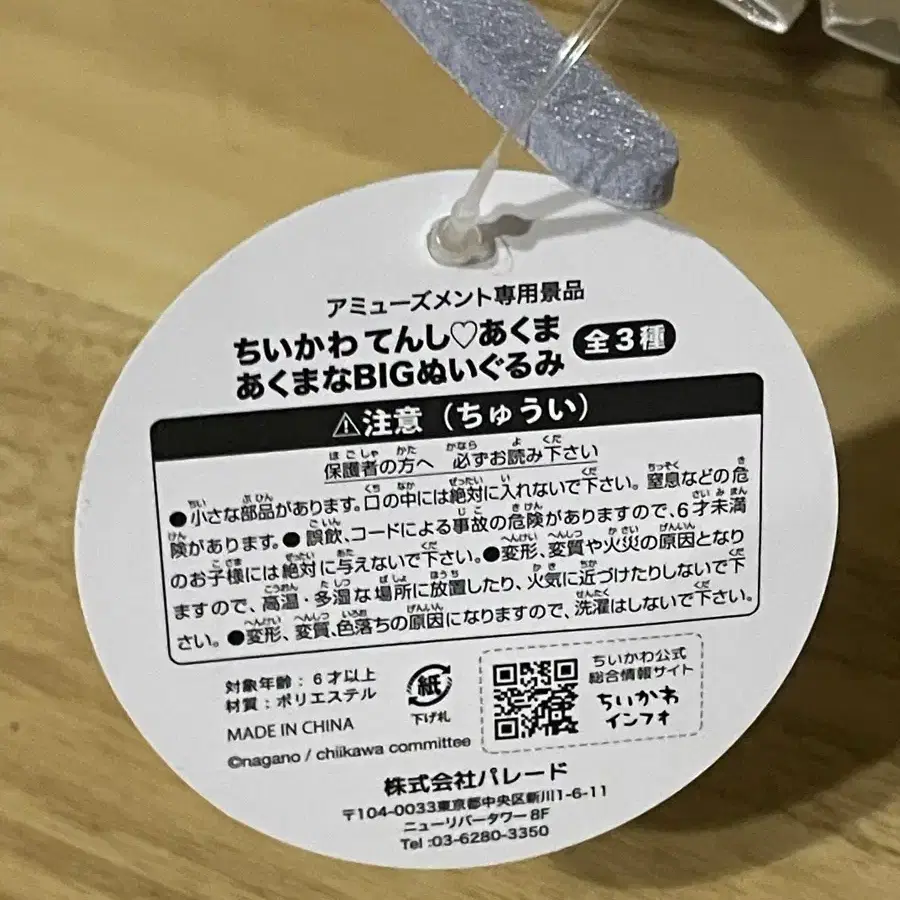 アミューズメント専用景品
ちいかわ てんし♡あくま
あくまなBIGぬいぐるみ
全3種
⚠注意（ちゅうい）
保護者の方へ 必ずお読み下さい
●小さな部品があります。口の中には絶対に入れないで下さい。窒息などの危
険があります。●誤飲、コードによる事故の危険がありますので、6才未満
のお子様には絶対に与えないで下さい。●変形、変質や火災の原因となり
ますので、高温・多湿な場所に放置したり、火気に近づけたりしないで下
さい。●変形、変質、色落ちの原因になりますので、洗濯はしないで下さい。
対象年齢：6才以上
材質：ポリエステル
MADE IN CHINA
©nagano / chiikawa committee
紙
下げ札
ちいかわ公式
総合情報サイト
ちいかわ
インフォ
株式会社パレード
〒104-0033東京都中央区新川1-6-11
ニューリバータワー8F
Tel :03-6280-3350